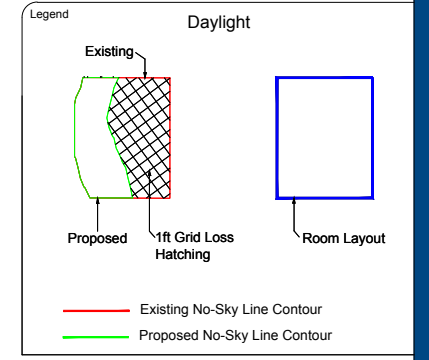 Legend
Daylight
Existing
Proposed
1ft Grid Loss
Hatching
Room Layout
Existing No-Sky Line Contour
Proposed No-Sky Line Contour